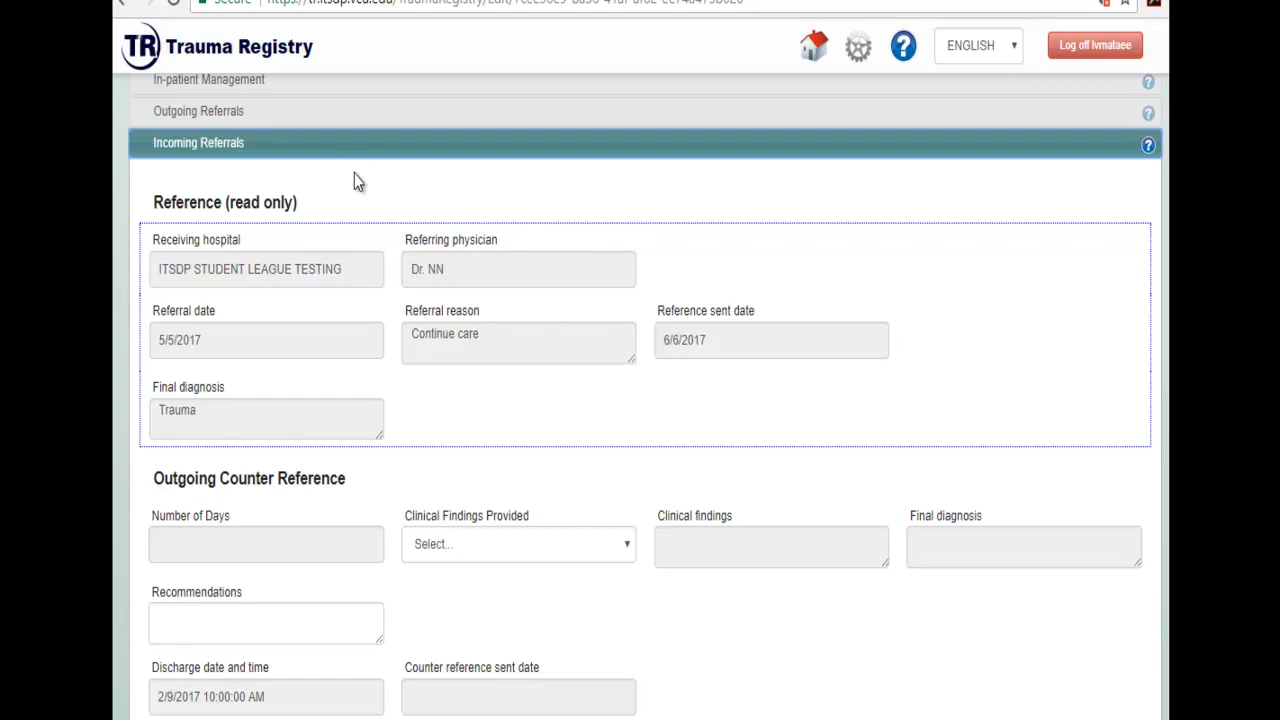 Secure
TR Trauma Registry
?
ENGLISH
Log off lvmataee
In-patient Management
?
Outgoing Referrals
?
Incoming Referrals
?
Reference (read only)
Receiving hospital Referring physician
ITSDP STUDENT LEAGUE TESTING Dr. NN
Referral date Referral reason Reference sent date
5/5/2017 Continue care 6/6/2017
Final diagnosis
Trauma
Outgoing Counter Reference
Number of Days Clinical Findings Provided Clinical findings Final diagnosis
Select...
Recommendations
Discharge date and time Counter reference sent date
2/9/2017 10:00:00 AM